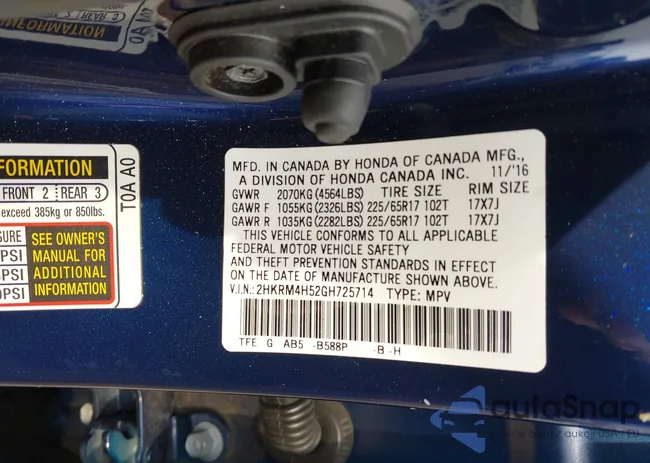 FORMATION
FRONT 2 REAR 3
exceed 385kg or 850lbs.
SURE
PSI
PSI
0PSI
SEE OWNER'S
MANUAL FOR
ADDITIONAL
INFORMATION
T0A A0
MFD. IN CANADA BY HONDA OF CANADA MFG.,
A DIVISION OF HONDA CANADA INC. 11/'16
GVWR 2070KG (4564LBS) TIRE SIZE RIM SIZE
GAWR F 1055KG (2326LBS) 225/65R17 102T 17X7J
GAWR R 1035KG (2282LBS) 225/65R17 102T 17X7J
THIS VEHICLE CONFORMS TO ALL APPLICABLE
FEDERAL MOTOR VEHICLE SAFETY
AND THEFT PREVENTION STANDARDS IN EFFECT
ON THE DATE OF MANUFACTURE SHOWN ABOVE.
V.I.N.: 2HKRM4H52GH725714 TYPE: MPV
TFE G AB5 -B588P -B -H
autoSnap